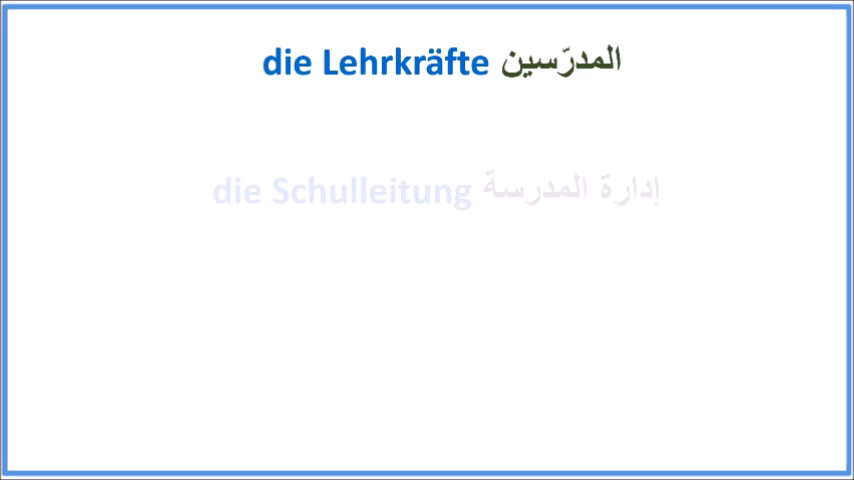 die Lehrkräfte المدرّسين
die Schulleitung إدارة المدرسة